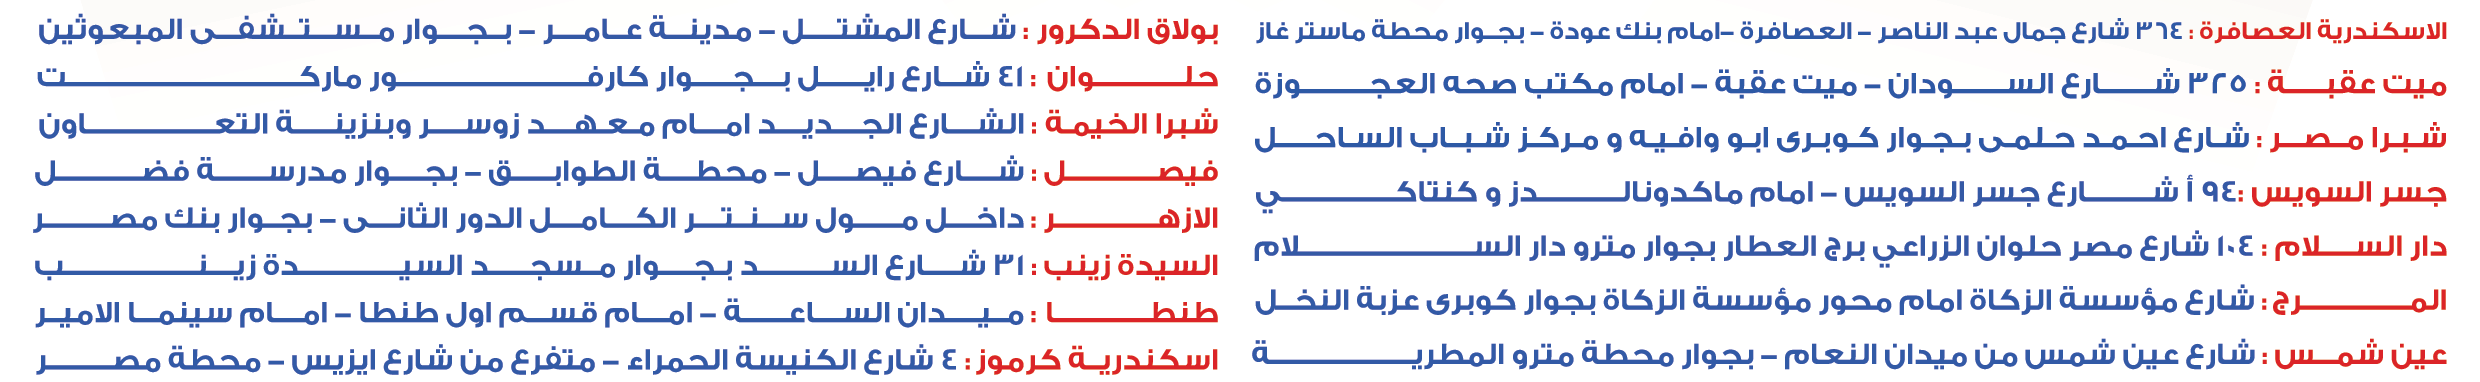 الاسكندرية العصافرة : ٣٦٤ شارع جمال عبد الناصر - العصافرة -امام بنك عودة - بجوار محطة ماستر غاز
ميت عقبة : ٣٢٥ شارع السودان - ميت عقبة - امام مكتب صحه العجوزة
شبرا مصر : شارع احمد حلمى بجوار كوبرى ابو وافيه و مركز شباب الساحل
جسر السويس :٩٤ أ شارع جسر السويس - امام ماكدونالدز و كنتاكي
دار السلام : ١٠٤ شارع مصر حلوان الزراعي برج العطار بجوار مترو دار السلام
المرج : شارع مؤسسة الزكاة امام محور مؤسسة الزكاة بجوار كوبرى عزبة النخل
عين شمس : شارع عين شمس من ميدان النعام - بجوار محطة مترو المطرية
بولاق الدكرور : شارع المشتل - مدينة عامر - بجوار مستشفى المبعوثين
حلوان : ٤١ شارع رايل بجوار كارفور ماركت
شبرا الخيمة : الشارع الجديد امام معهد زوسر وبنزينة التعاون
فيصل : شارع فيصل - محطة الطوابق - بجوار مدرسة فضل
الازهر : داخل مول سنتر الكامل الدور الثانى - بجوار بنك مصر
السيدة زينب : ٣١ شارع السد بجوار مسجد السيدة زينب
طنطا : ميدان الساعة - امام قسم اول طنطا - امام سينما الامير
اسكندرية كرموز : ٤ شارع الكنيسة الحمراء - متفرع من شارع ايزيس - محطة مصر